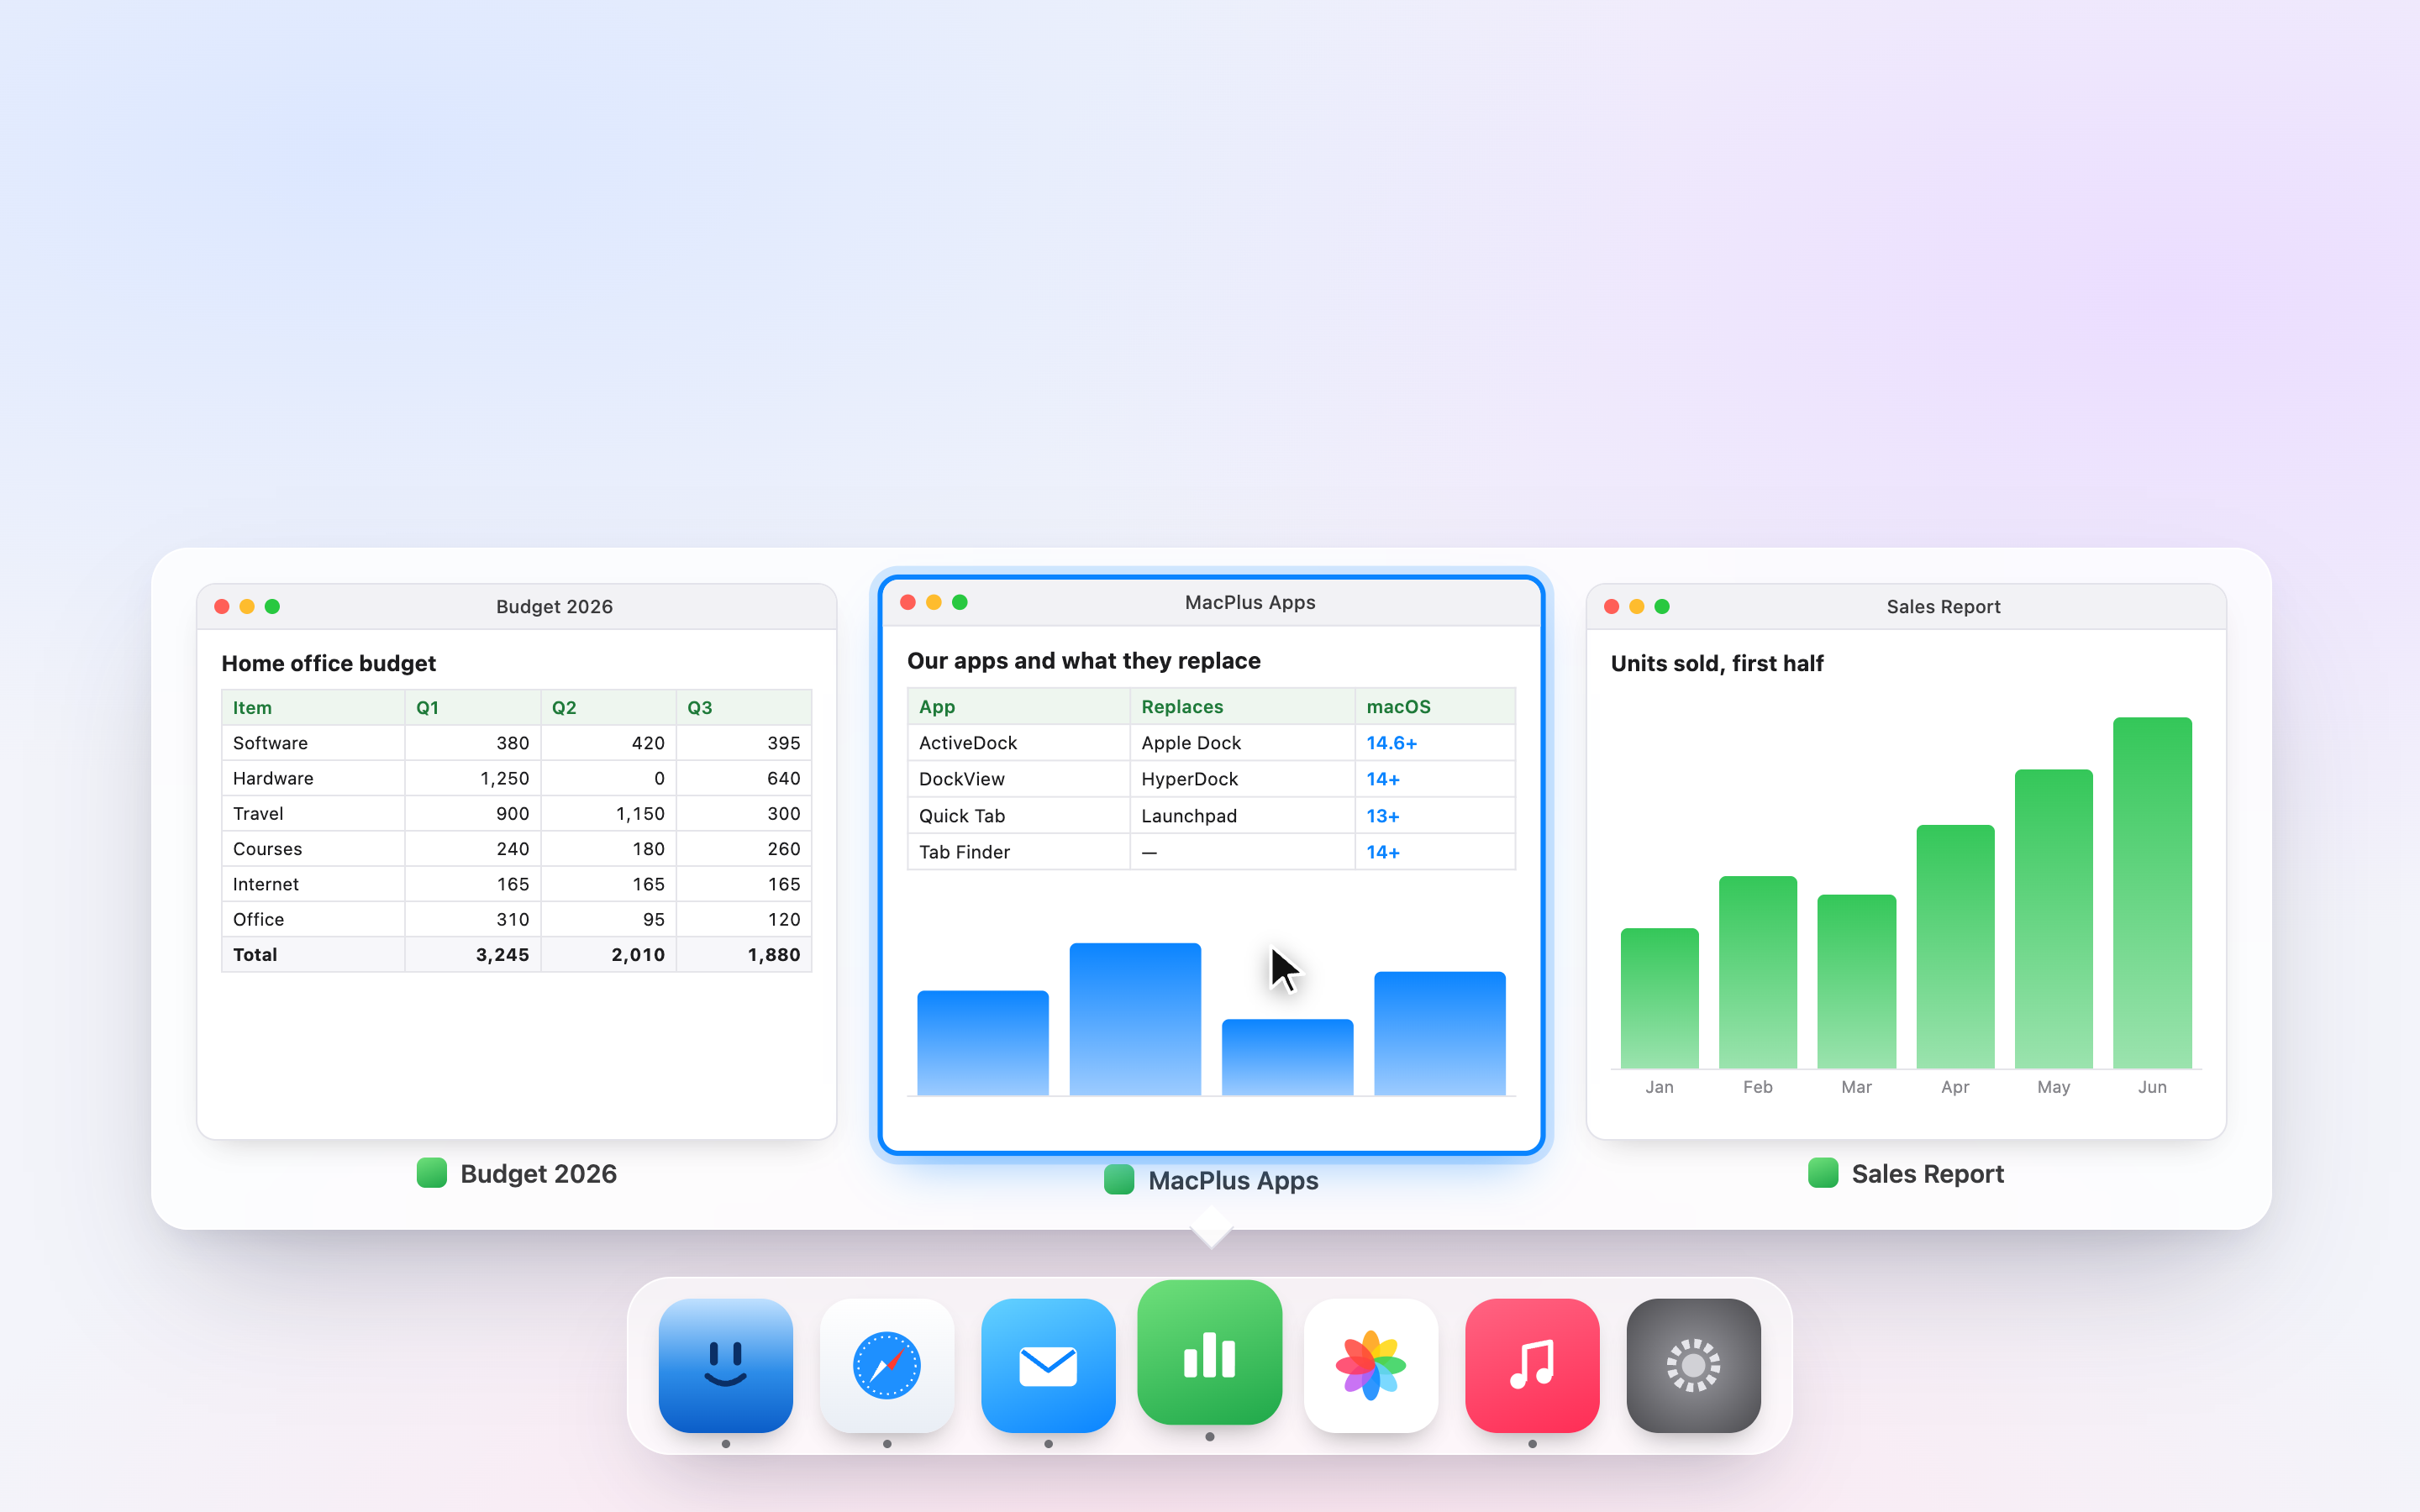 Budget 2026
Home office budget
Item Q1 Q2 Q3
Software 380 420 395
Hardware 1,250 0 640
Travel 900 1,150 300
Courses 240 180 260
Internet 165 165 165
Office 310 95 120
Total 3,245 2,010 1,880
Budget 2026
MacPlus Apps
Our apps and what they replace
App Replaces macOS
ActiveDock Apple Dock 14.6+
DockView HyperDock 14+
Quick Tab Launchpad 13+
Tab Finder — 14+
MacPlus Apps
Sales Report
Units sold, first half
Jan Feb Mar Apr May Jun
Sales Report